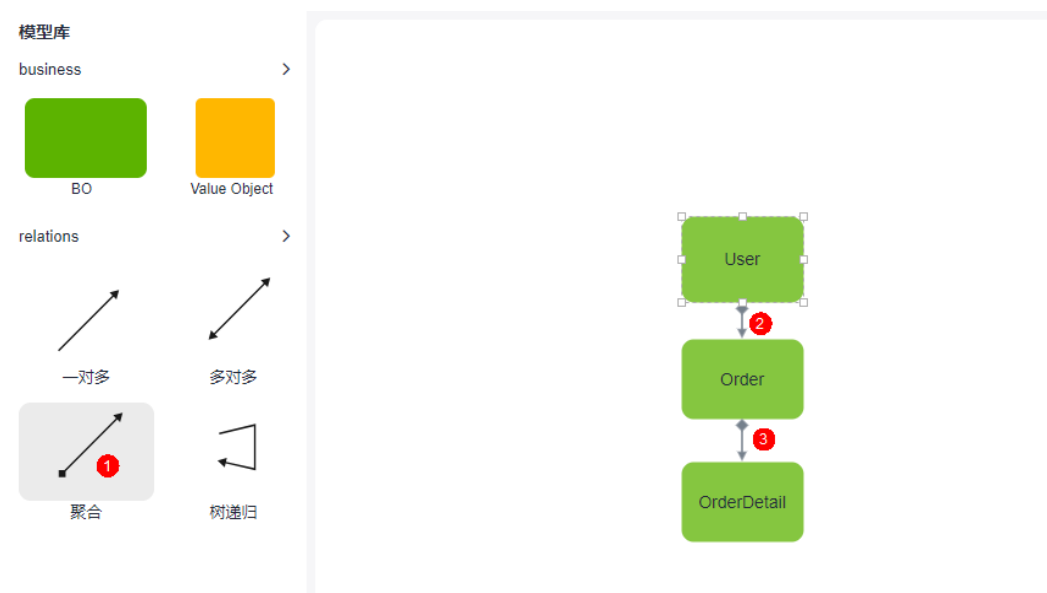 模型库
business
BO
Value Object
relations
一对多
多对多
1
聚合
树递归
User
2
Order
3
OrderDetail